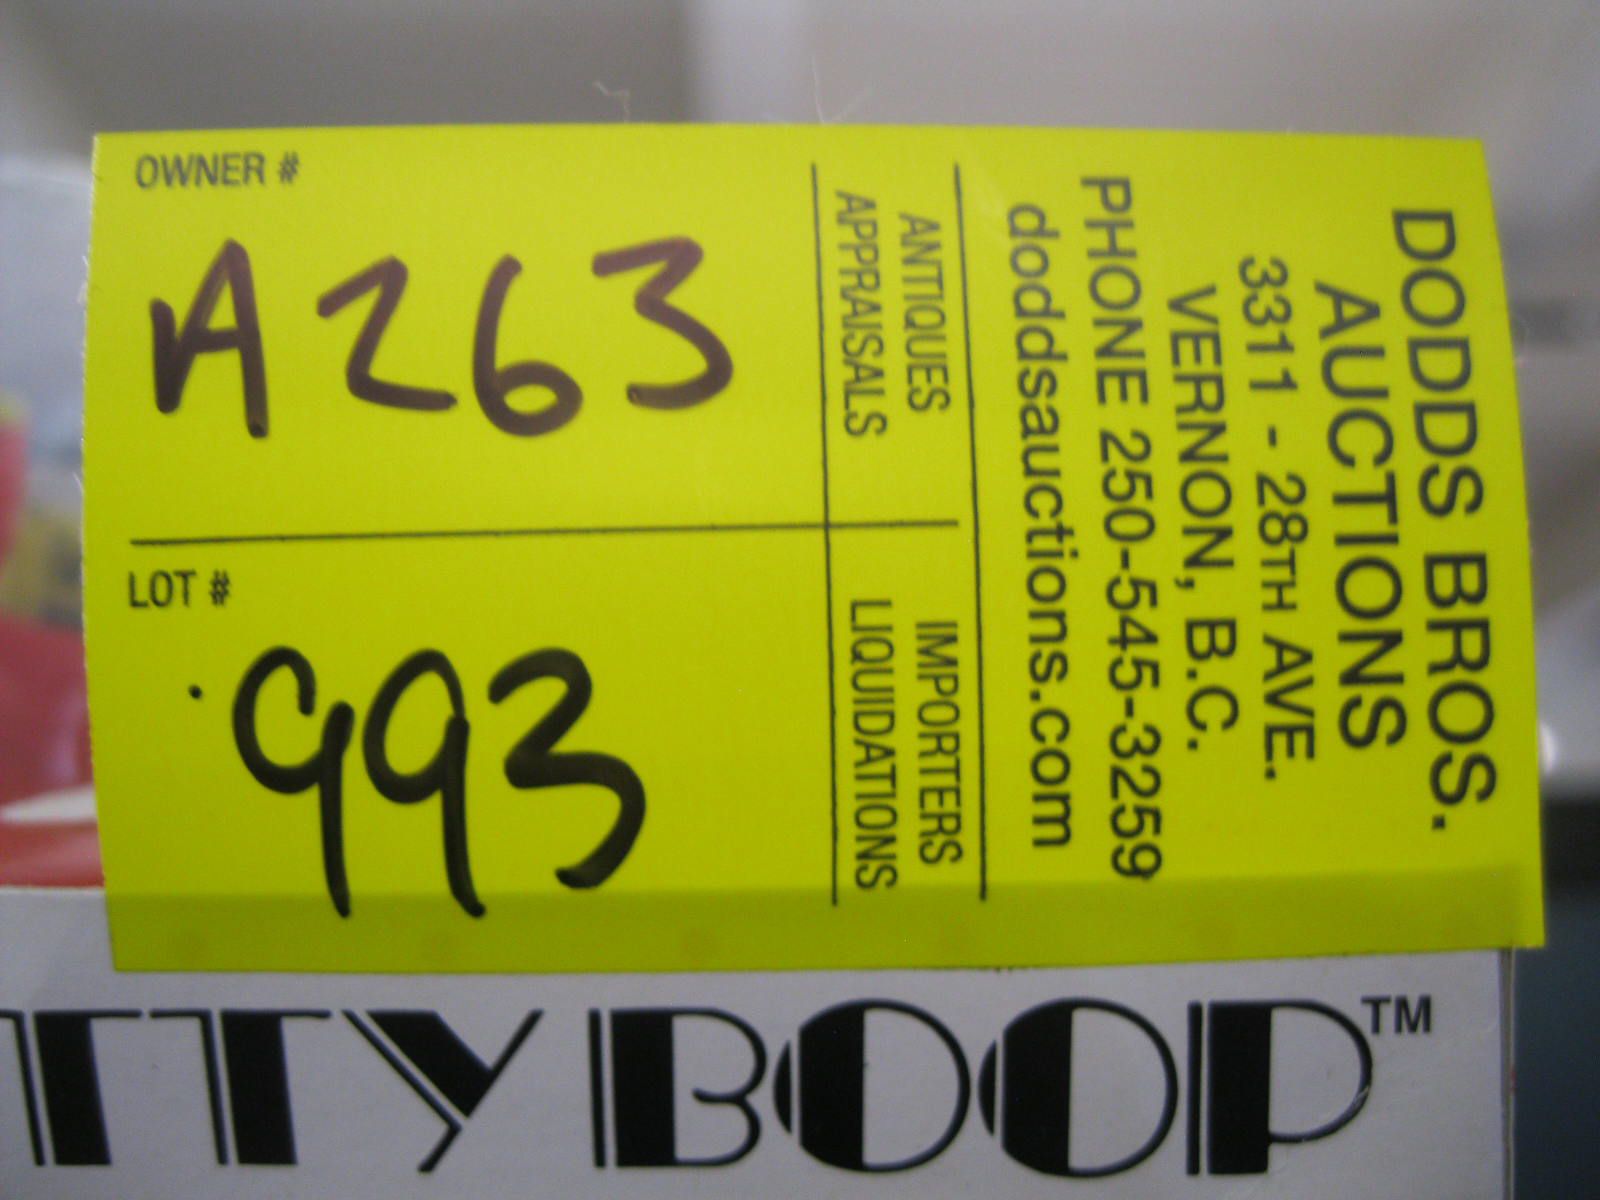 OWNER #
A263
LOT #
993
ANTIQUES
APPRAISALS
IMPORTERS
LIQUIDATIONS
DODDS BROS.
AUCTIONS
3311 - 28TH AVE.
VERNON, B.C.
PHONE 250-545-3259
doddsauctions.com
TTY BOOP™